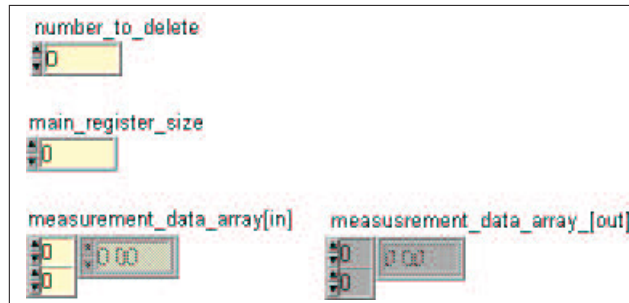 number_to_delete
0
main_register_size
0
measurement_data_array[in]
measusrement_data_array_[out]
0
0.00
0
0.00
0
0